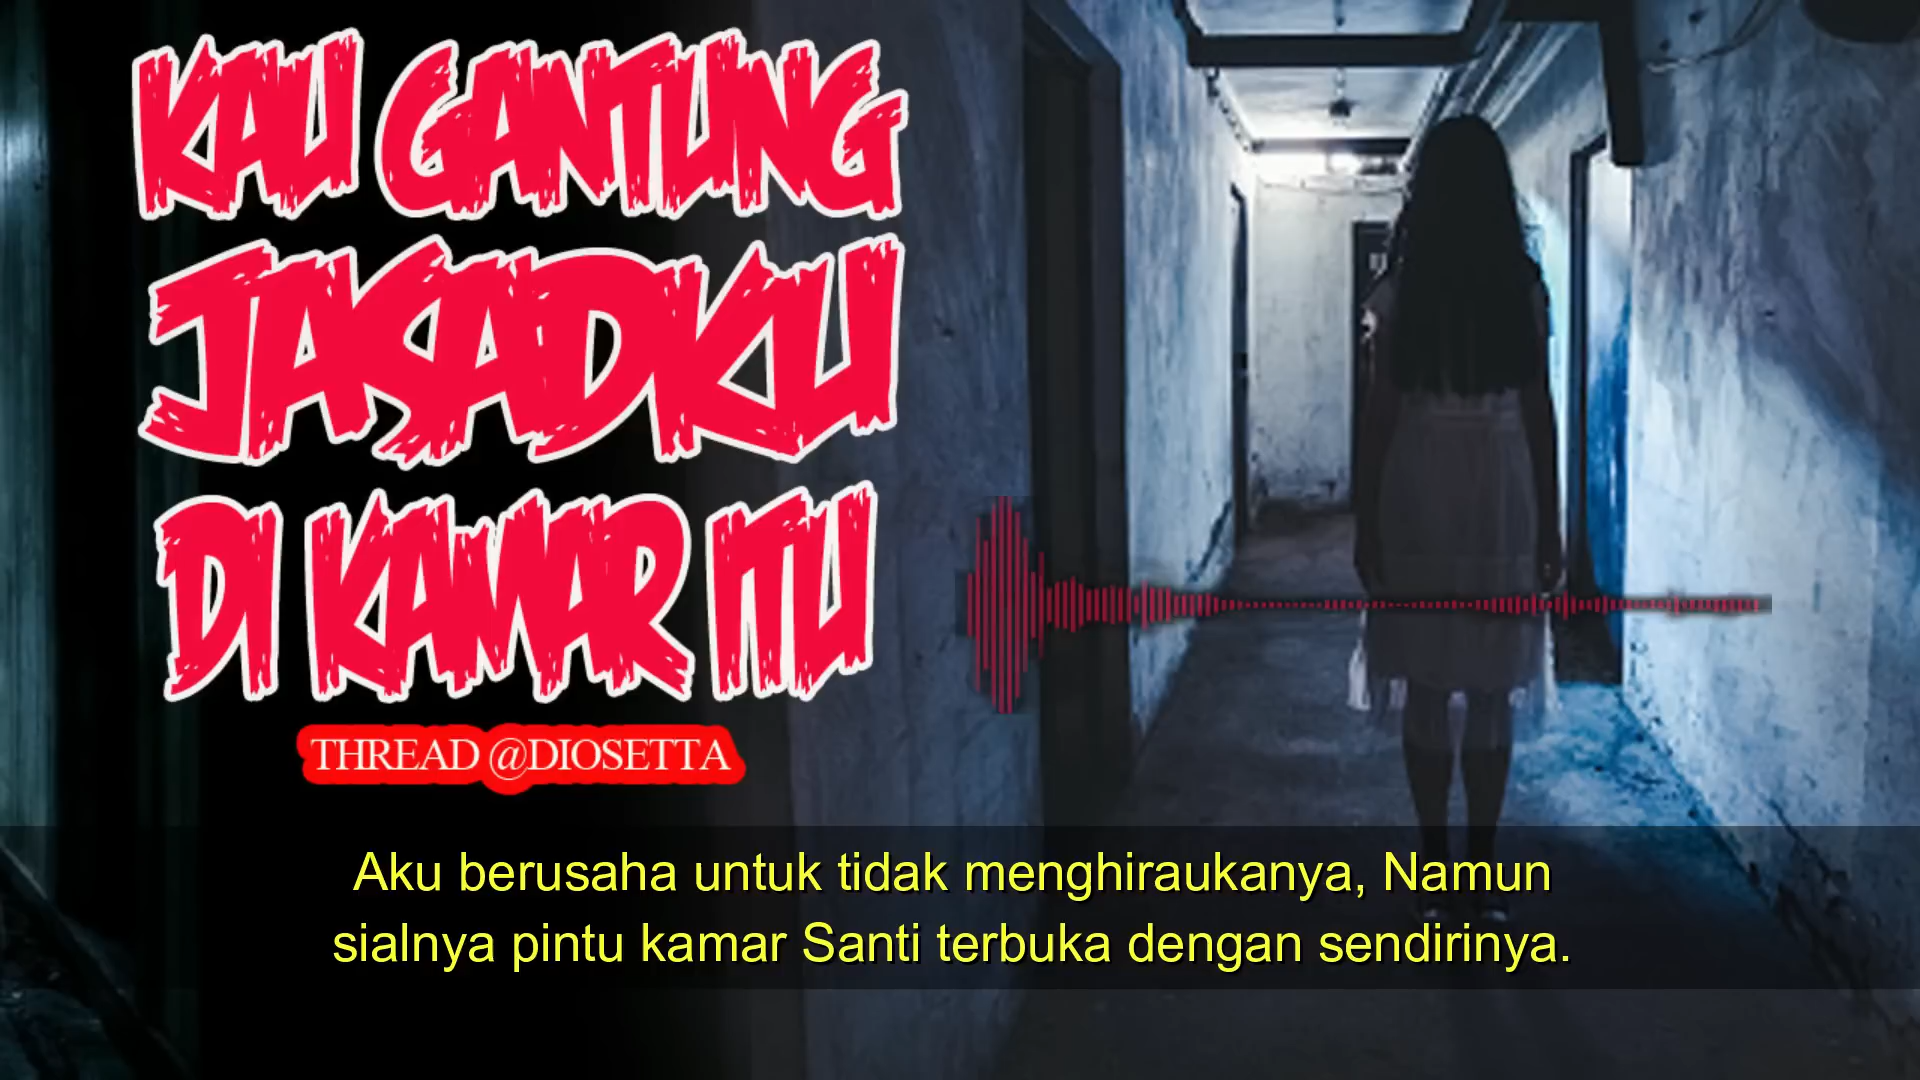 KAU GANTUNG
JASADKU
DI KAMAR ITU
THREAD @DIOSETTA
Aku berusaha untuk tidak menghiraukanya, Namun
sialnya pintu kamar Santi terbuka dengan sendirinya.